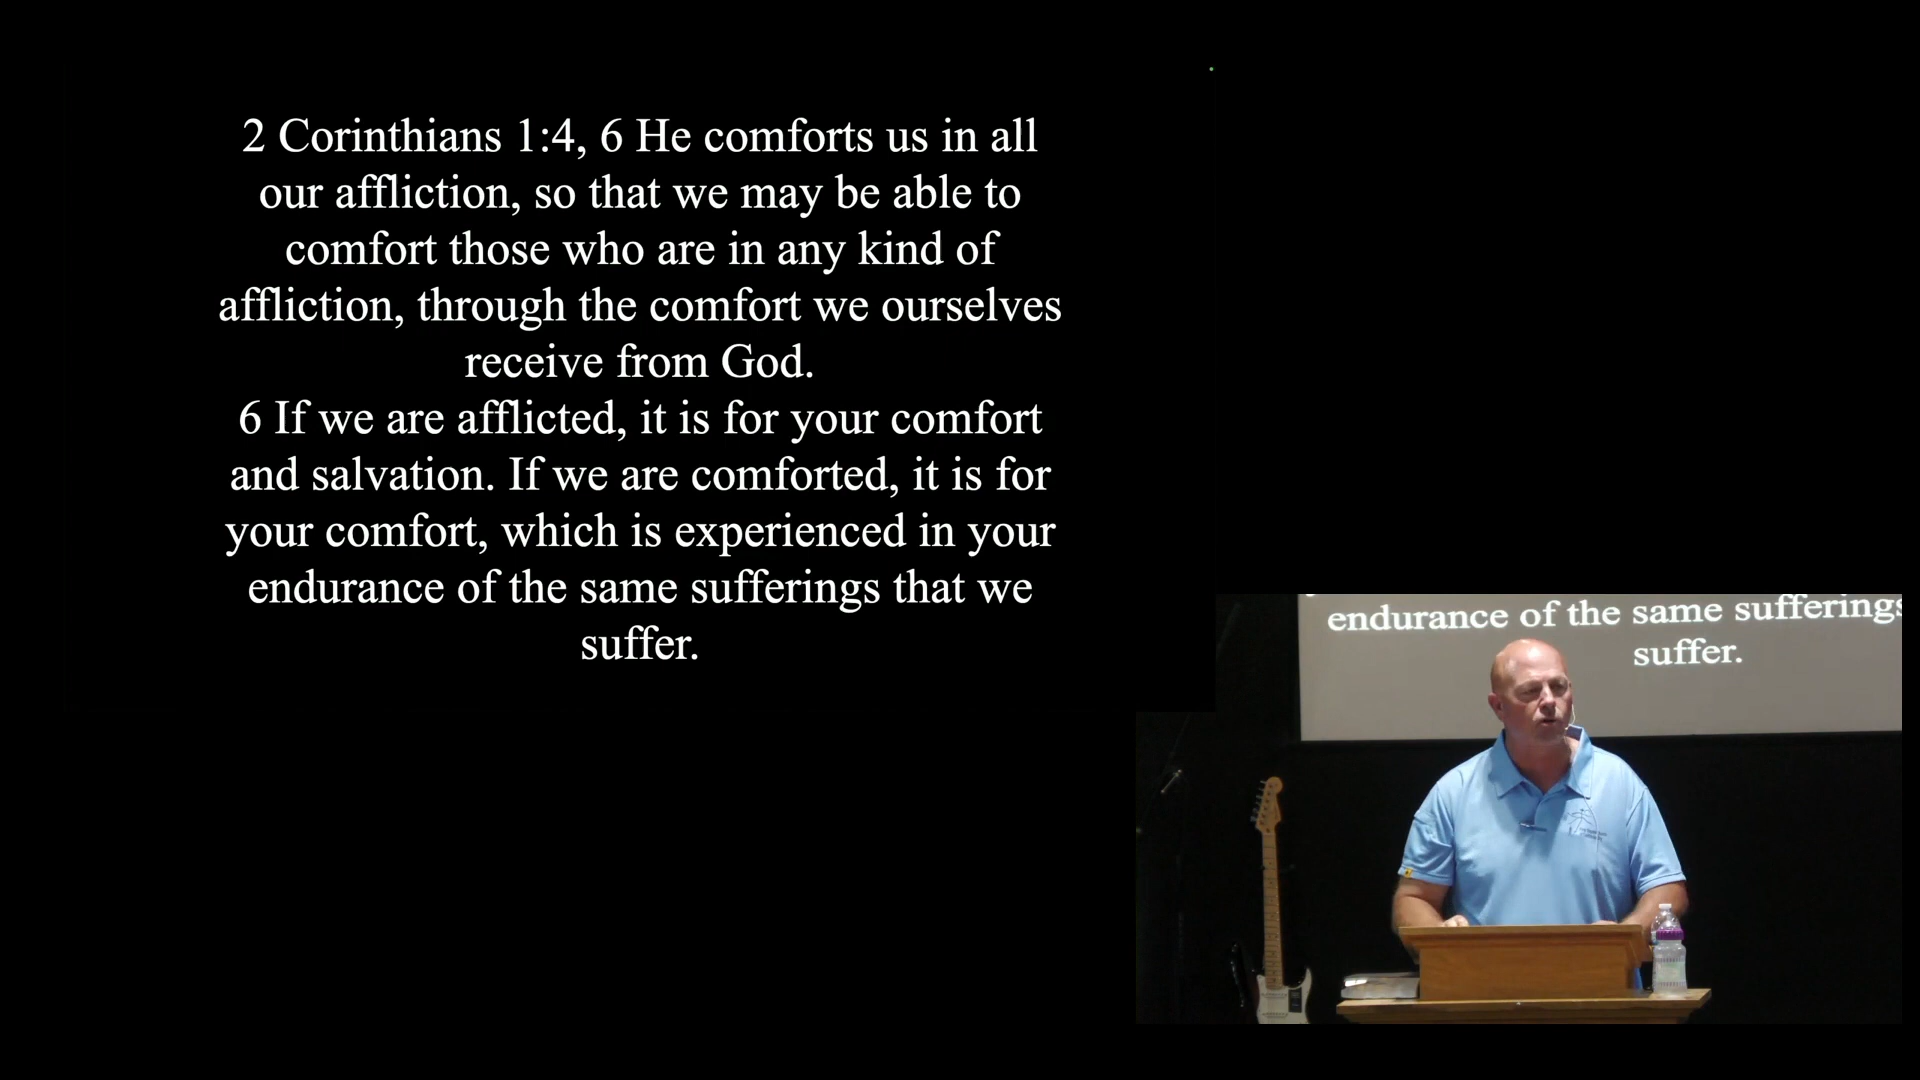 2 Corinthians 1:4, 6 He comforts us in all
our affliction, so that we may be able to
comfort those who are in any kind of
affliction, through the comfort we ourselves
receive from God.
6 If we are afflicted, it is for your comfort
and salvation. If we are comforted, it is for
your comfort, which is experienced in your
endurance of the same sufferings that we
suffer.
endurance of the same sufferings
suffer.